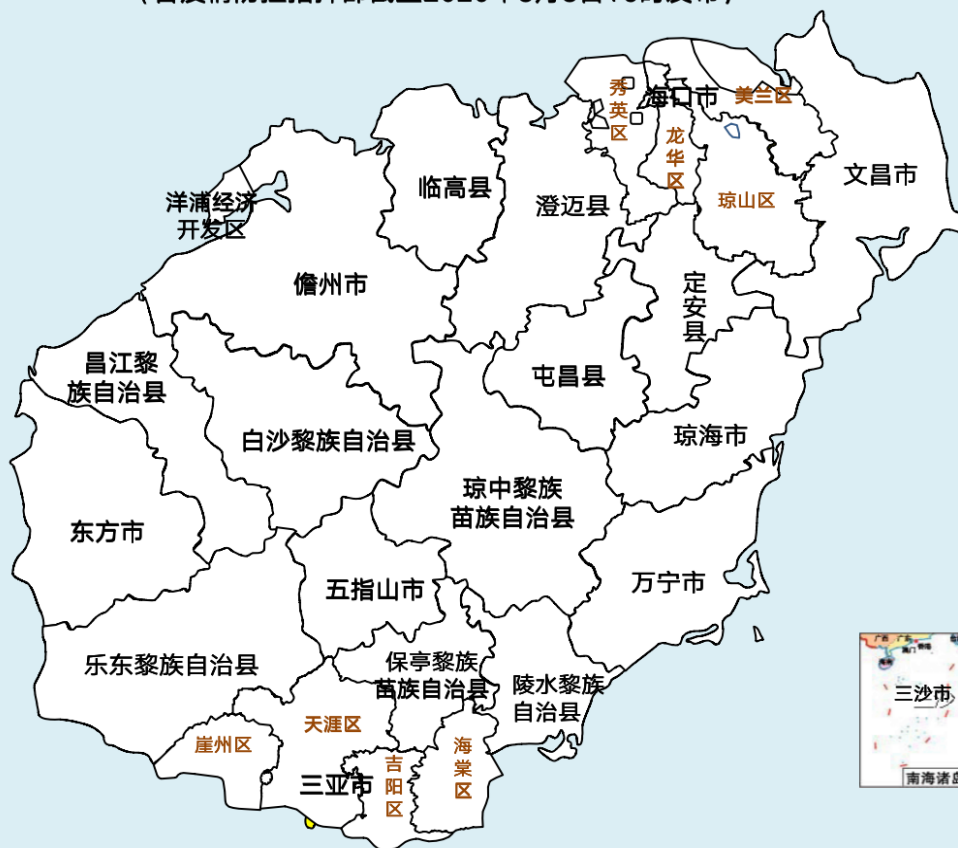 秀英区
海口市
美兰区
龙华区
琼山区
文昌市
临高县
澄迈县
洋浦经济
开发区
儋州市
定安县
屯昌县
昌江黎
族自治县
白沙黎族自治县
琼海市
琼中黎族
苗族自治县
东方市
万宁市
五指山市
乐东黎族自治县
保亭黎族
苗族自治县
陵水黎族
自治县
天涯区
崖州区
海棠区
吉阳区
三亚市
广西
广东
三沙市
南海诸岛